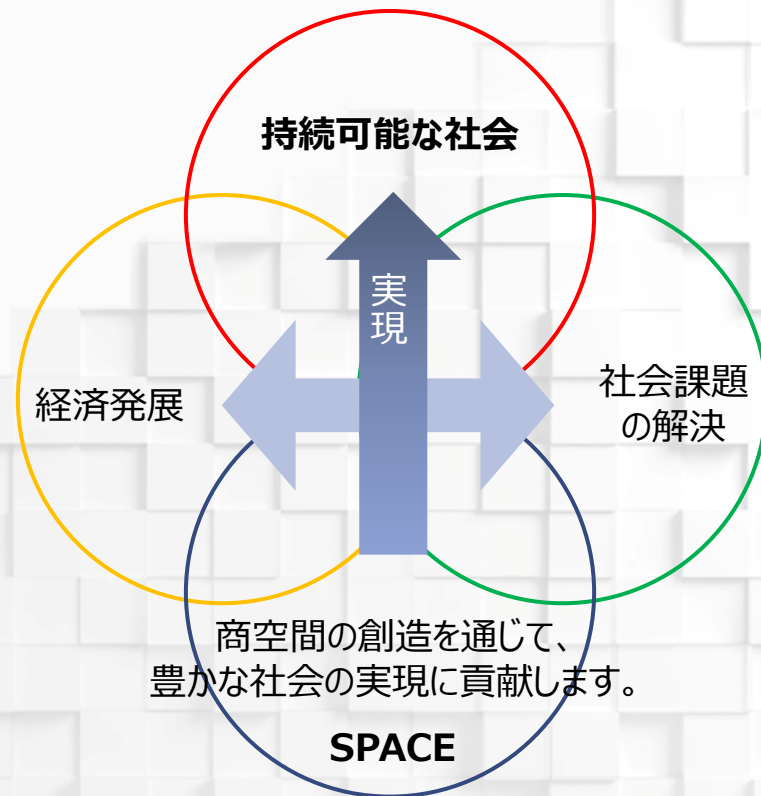 持続可能な社会
実現
経済発展
社会課題
の解決
商空間の創造を通じて、
豊かな社会の実現に貢献します。
SPACE